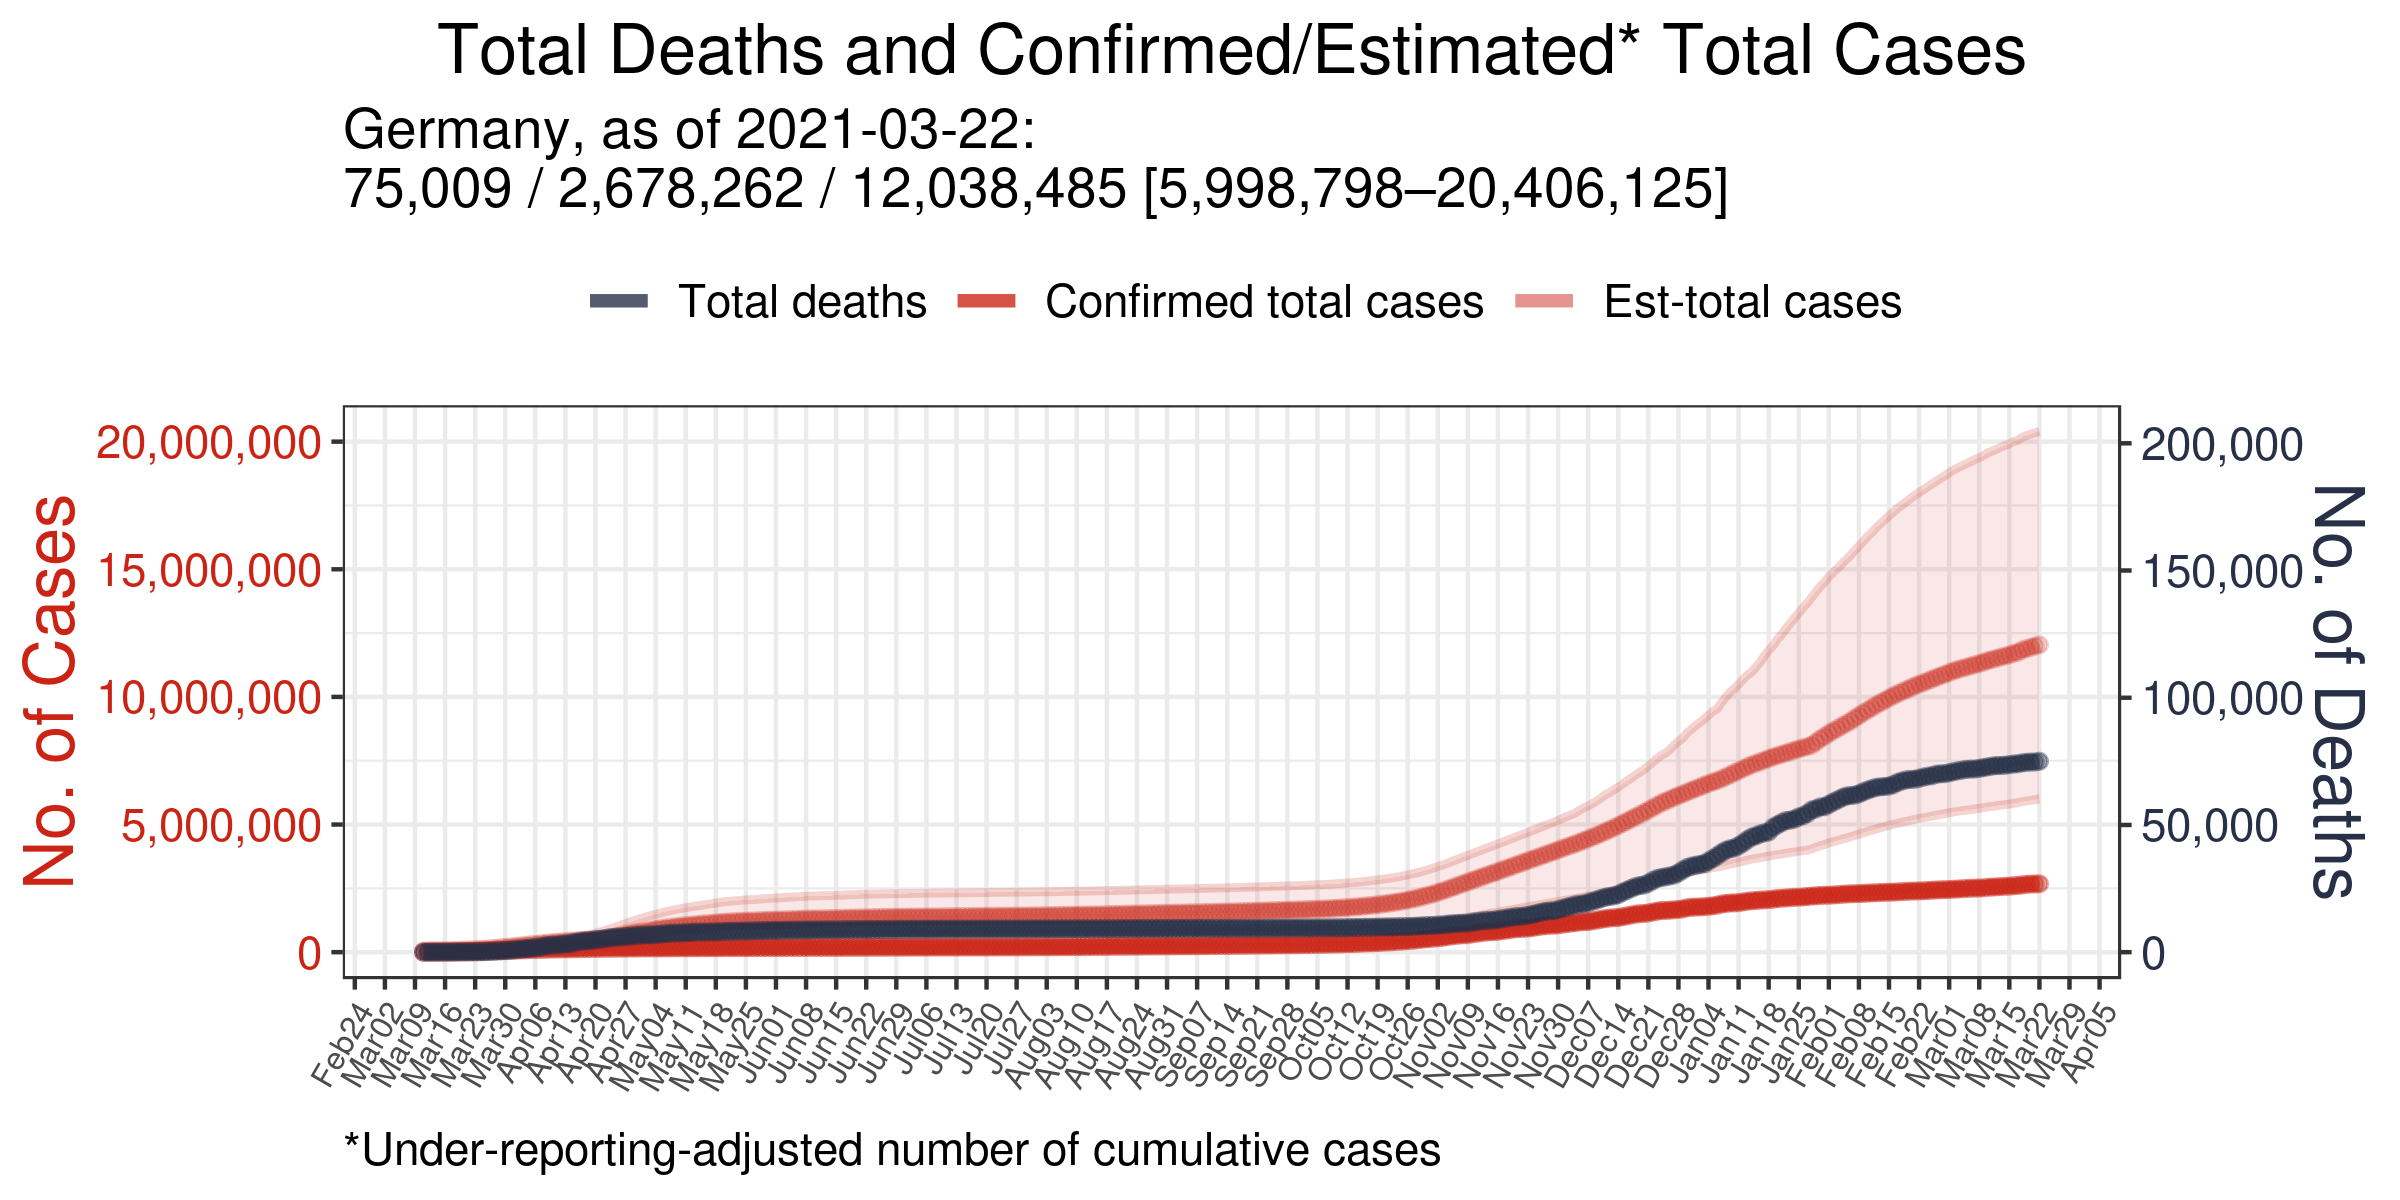 Total Deaths and Confirmed/Estimated* Total Cases
Germany, as of 2021-03-22:
75,009 / 2,678,262 / 12,038,485 [5,998,798–20,406,125]
Total deaths
Confirmed total cases
Est-total cases
No. of Cases
20,000,000
15,000,000
10,000,000
5,000,000
0
200,000
150,000
100,000
50,000
0
No. of Deaths
Feb24
Mar02
Mar09
Mar16
Mar23
Mar30
Apr06
Apr13
Apr20
Apr27
May04
May11
May18
May25
Jun01
Jun08
Jun15
Jun22
Jun29
Jul06
Jul13
Jul20
Jul27
Aug03
Aug10
Aug17
Aug24
Aug31
Sep07
Sep14
Sep21
Sep28
Oct05
Oct12
Oct19
Oct26
Nov02
Nov09
Nov16
Nov23
Nov30
Dec07
Dec14
Dec21
Dec28
Jan04
Jan11
Jan18
Jan25
Feb01
Feb08
Feb15
Feb22
Mar01
Mar08
Mar15
Mar22
Mar29
Apr05
*Under-reporting-adjusted number of cumulative cases